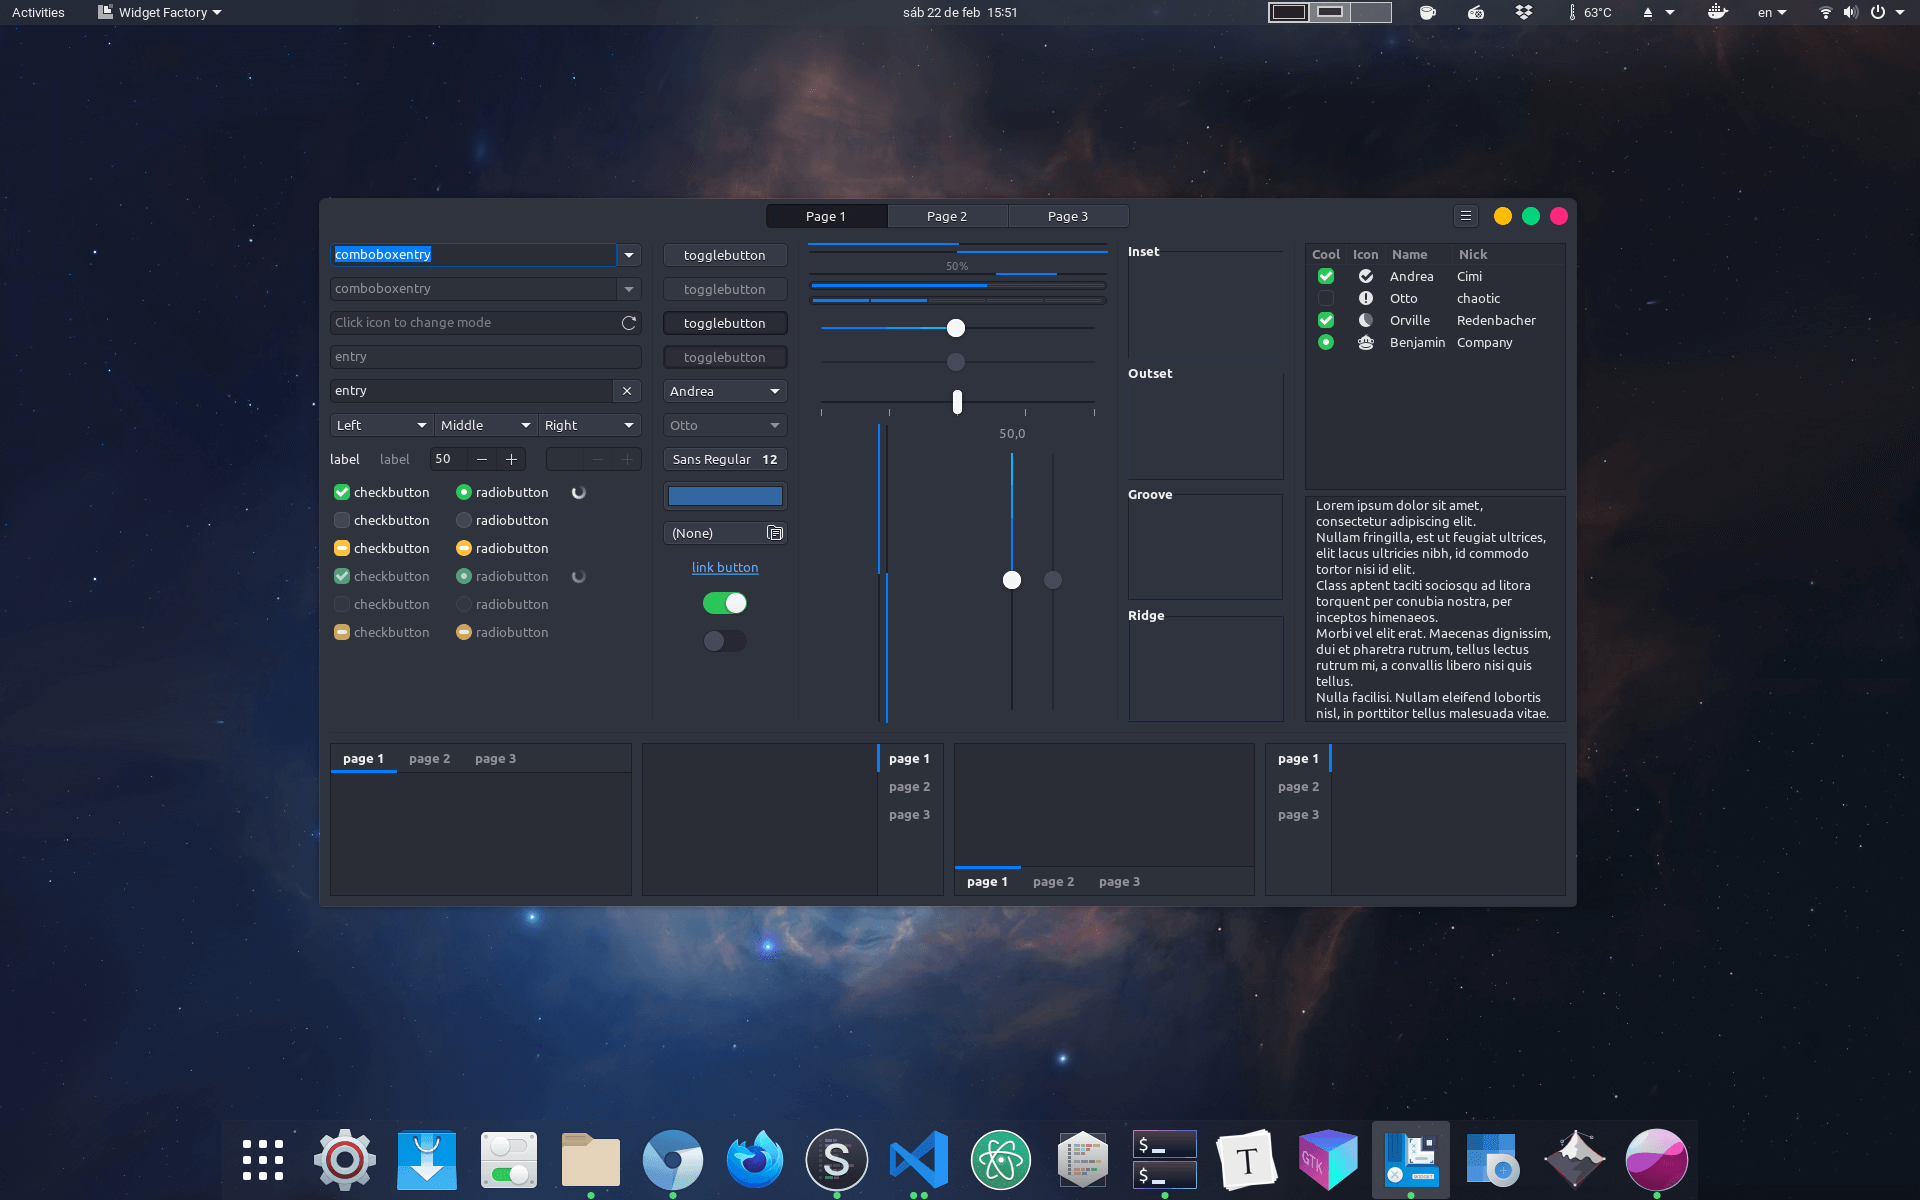 Activities Widget Factory sáb 22 de feb 15:51 63°C en
Page 1 Page 2 Page 3
comboboxentry
comboboxentry
Click icon to change mode
entry
entry
Left Middle Right
label label 50
checkbutton radiobutton
checkbutton radiobutton
checkbutton radiobutton
checkbutton radiobutton
checkbutton radiobutton
checkbutton radiobutton
togglebutton
togglebutton
togglebutton
togglebutton
Andrea
Otto
Sans Regular 12
(None)
link button
50%
50,0
Inset
Outset
Groove
Ridge
Cool Icon Name Nick
Andrea Cimi
Otto chaotic
Orville Redenbacher
Benjamin Company
Lorem ipsum dolor sit amet,
consectetur adipiscing elit.
Nullam fringilla, est ut feugiat ultrices,
elit lacus ultricies nibh, id commodo
tortor nisi id elit.
Class aptent taciti sociosqu ad litora
torquent per conubia nostra, per
inceptos himenaeos.
Morbi vel elit erat. Maecenas dignissim,
dui et pharetra rutrum, tellus lectus
rutrum mi, a convallis libero nisi quis
tellus.
Nulla facilisi. Nullam eleifend lobortis
nisl, in porttitor tellus malesuada vitae.
page 1 page 2 page 3
page 1
page 2
page 3
page 1 page 2 page 3
page 1
page 2
page 3
S
$
$
T
GTK